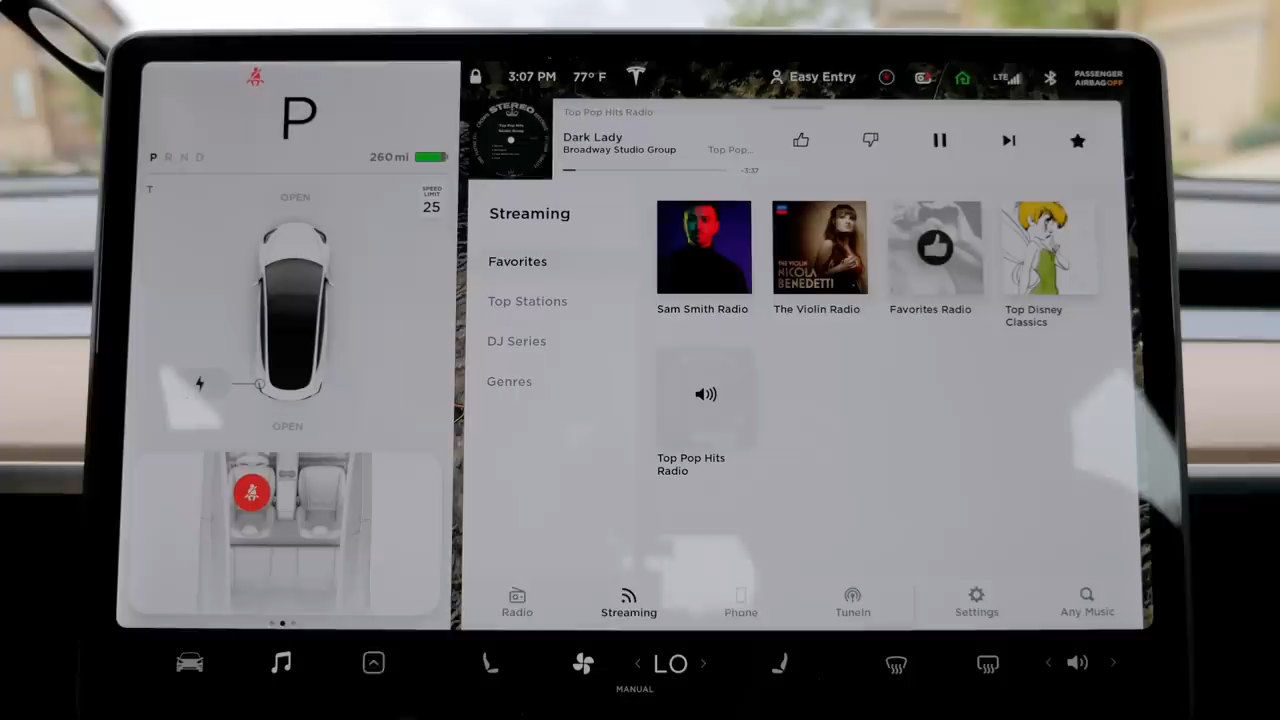 P
P R N D
260 mi
T
OPEN
SPEED
LIMIT
25
OPEN
3:07 PM
77° F
Easy Entry
LTE
PASSENGER
AIRBAG OFF
STEREO
Top Pop Hits Radio
Dark Lady
Broadway Studio Group
Top Pop...
-3:37
Streaming
Favorites
Top Stations
DJ Series
Genres
THE VIOLIN
NICOLA
BENEDETTI
Sam Smith Radio
The Violin Radio
Favorites Radio
Top Disney
Classics
Top Pop Hits
Radio
Radio
Streaming
Phone
TuneIn
Settings
Any Music
LO
MANUAL